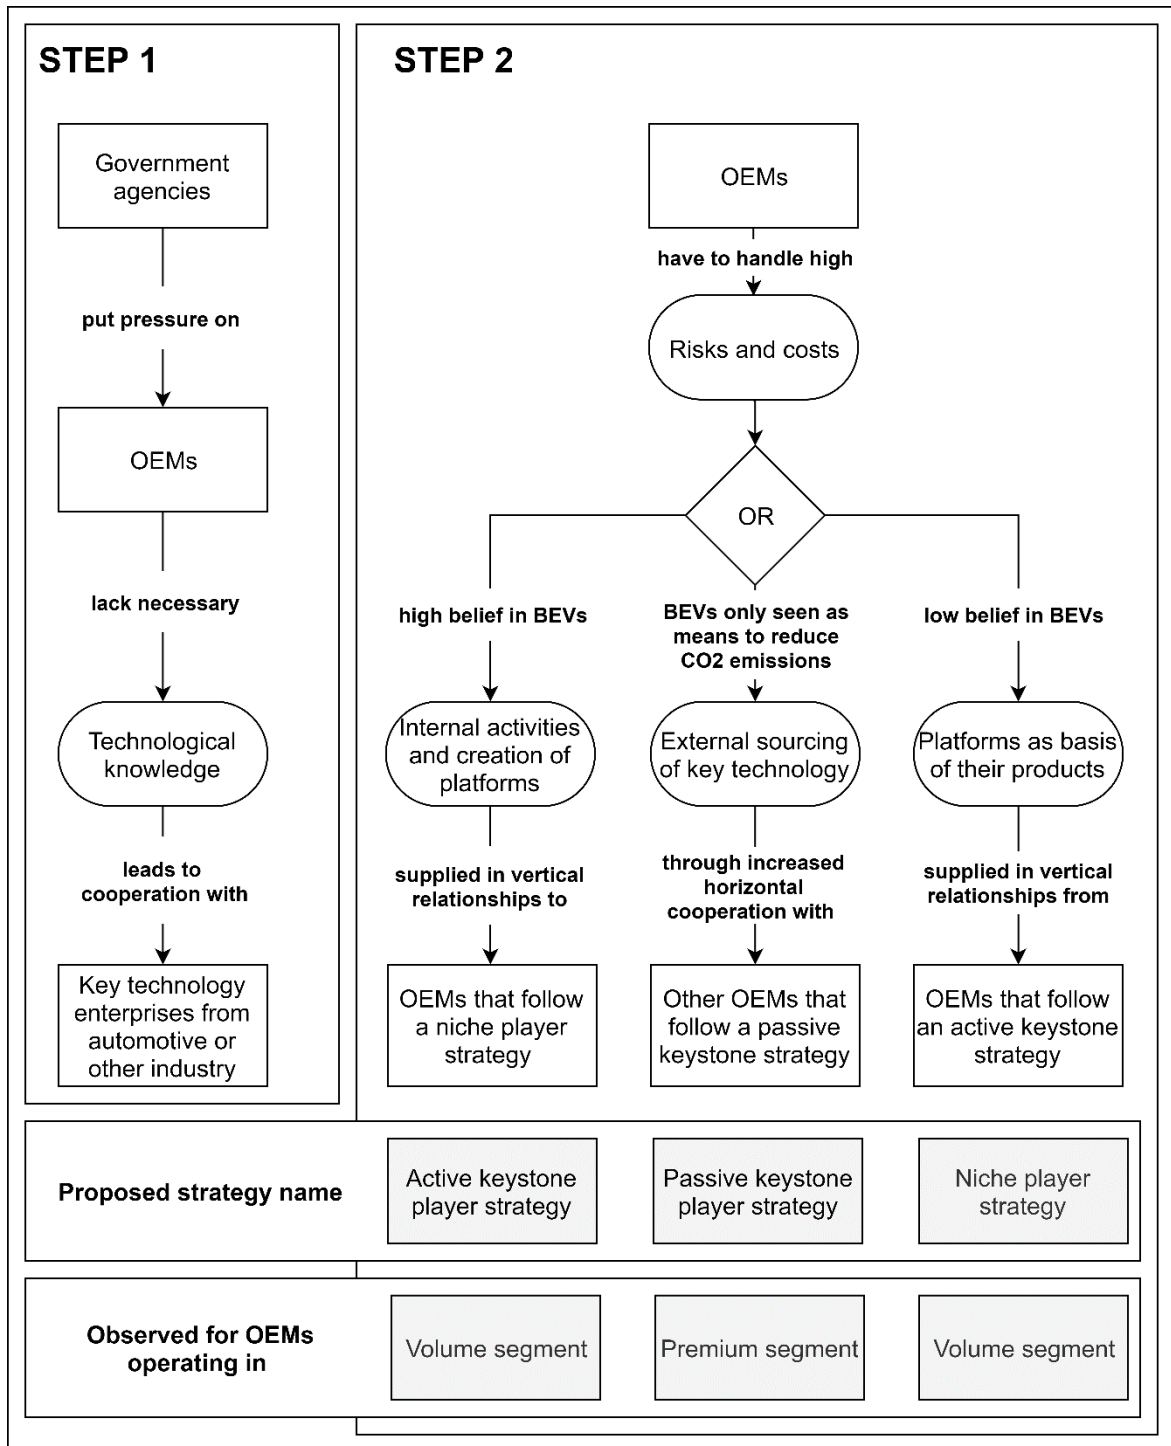 STEP 1
Government
agencies
put pressure on
OEMs
lack necessary
Technological
knowledge
leads to
cooperation with
Key technology
enterprises from
automotive or
other industry
STEP 2
OEMs
have to handle high
Risks and costs
OR
high belief in BEVs
Internal activities
and creation of
platforms
supplied in vertical
relationships to
OEMs that follow
a niche player
strategy
BEVs only seen as
means to reduce
CO2 emissions
External sourcing
of key technology
through increased
horizontal
cooperation with
Other OEMs that
follow a passive
keystone strategy
low belief in BEVs
Platforms as basis
of their products
supplied in vertical
relationships from
OEMs that follow
an active keystone
strategy
Proposed strategy name
Active keystone
player strategy
Passive keystone
player strategy
Niche player
strategy
Observed for OEMs
operating in
Volume segment
Premium segment
Volume segment